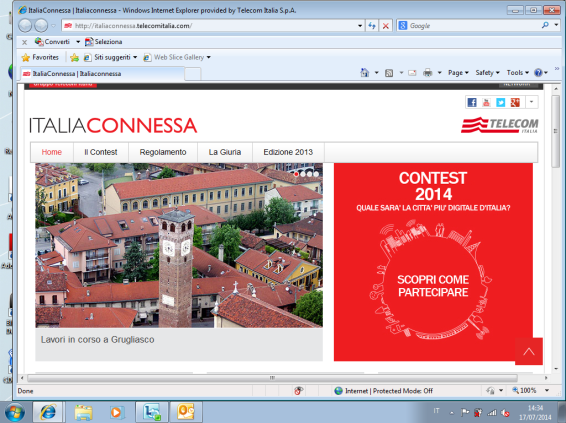 ItaliaConnessa | Italiaconnessa - Windows Internet Explorer provided by Telecom Italia S.p.A.
http://italiaconnessa.telecomitalia.com/
Google
x Converti Seleziona
Favorites Siti suggeriti Web Slice Gallery
ItaliaConnessa | Italiaconnessa
Page Safety Tools
Gruppo Telecom Italia
NETWORK
ITALIACONNESSA
TELECOM
ITALIA
Home Il Contest Regolamento La Giuria Edizione 2013
CONTEST
2014
QUALE SARA' LA CITTA' PIU' DIGITALE D'ITALIA?
SCOPRI COME
PARTECIPARE
Lavori in corso a Grugliasco
Done
Internet | Protected Mode: Off
100%
IT
14:34
17/07/2014